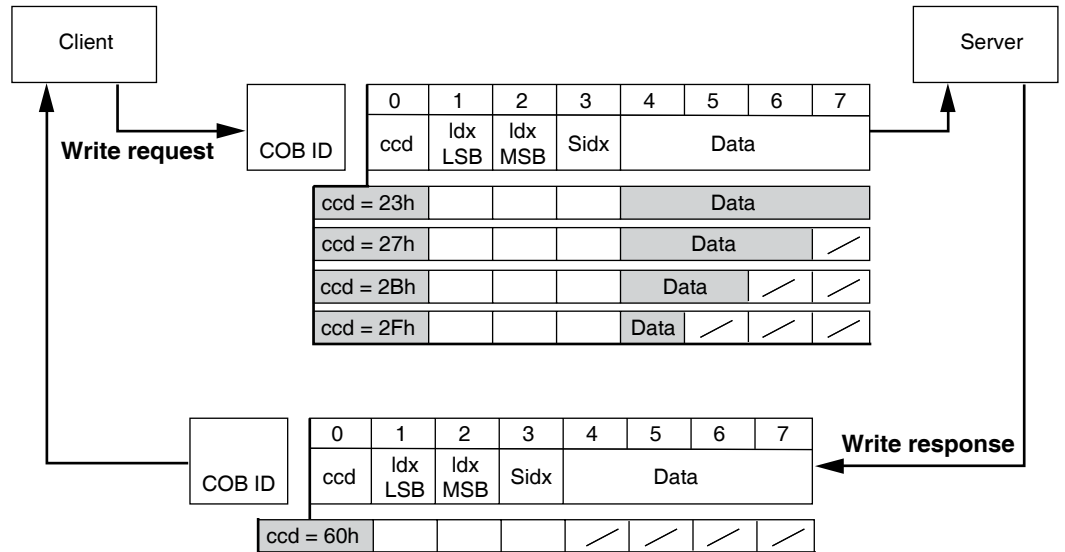 Client
Server
Write request
COB ID
0 1 2 3 4 5 6 7
ccd Idx LSB Idx MSB Sidx Data
ccd = 23h Data
ccd = 27h Data
ccd = 2Bh Data
ccd = 2Fh Data
Write response
COB ID
0 1 2 3 4 5 6 7
ccd Idx LSB Idx MSB Sidx Data
ccd = 60h